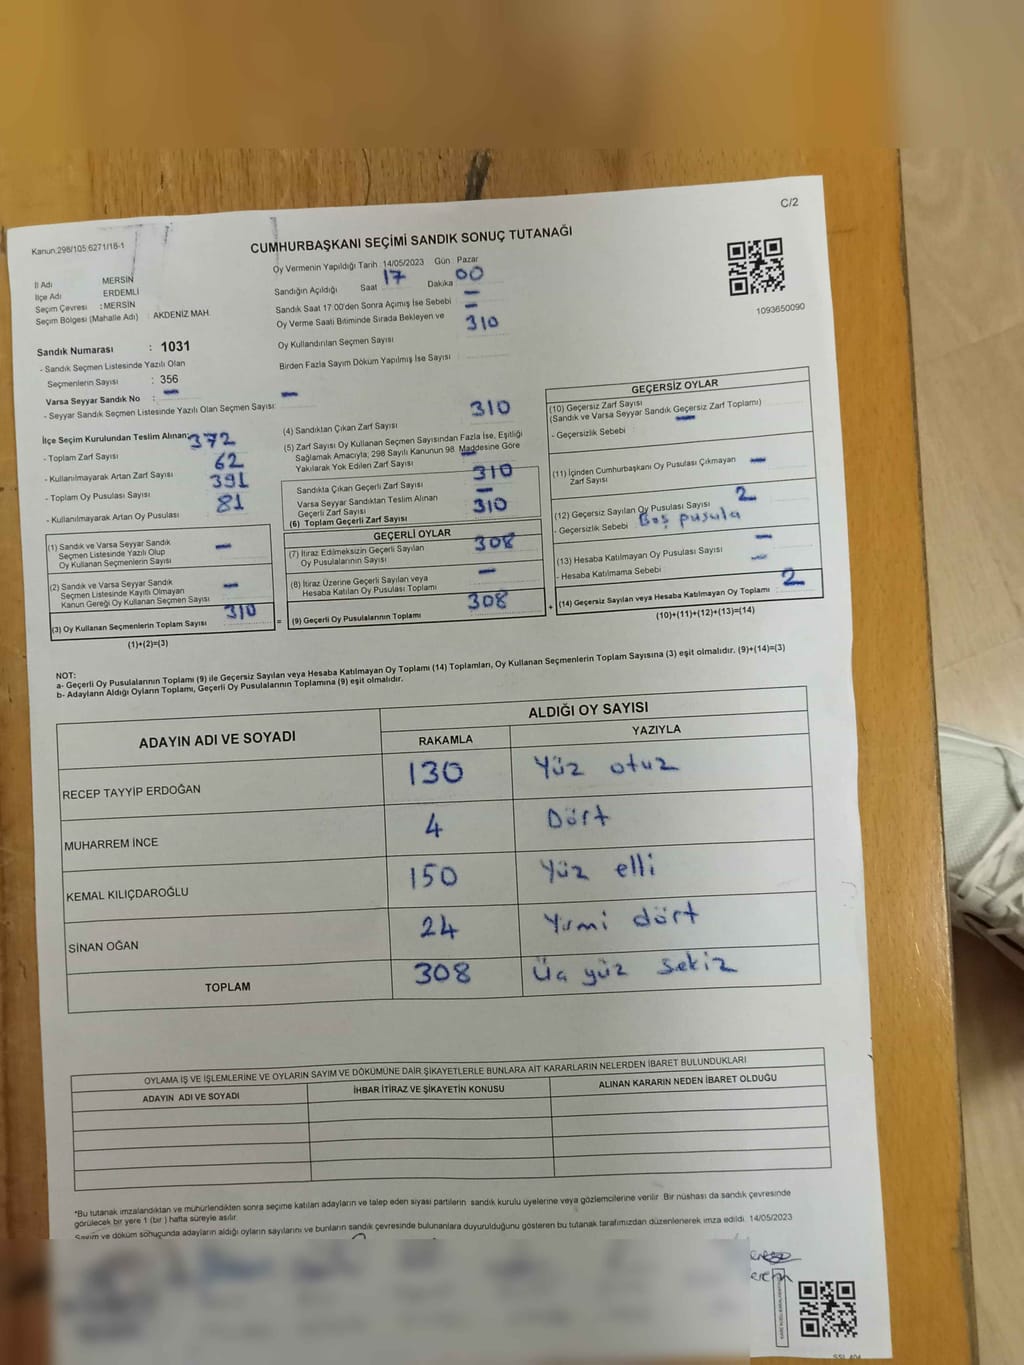 C/2
Kanun:298/105;6271/18-1
CUMHURBAŞKANI SEÇİMİ SANDIK SONUÇ TUTANAĞI
İl Adı MERSİN
İlçe Adı ERDEMLİ
Seçim Çevresi : MERSİN
Seçim Bölgesi (Mahalle Adı) : AKDENİZ MAH.
Sandık Numarası : 1031
- Sandık Seçmen Listesinde Yazılı Olan
Seçmenlerin Sayısı : 356
Varsa Seyyar Sandık No : -
- Seyyar Sandık Seçmen Listesinde Yazılı Olan Seçmen Sayısı: -
Oy Vermenin Yapıldığı Tarih 14/05/2023 Gün Pazar
Sandığın Açıldığı Saat 17 Dakika 00
Sandık Saat 17:00'den Sonra Açımış İse Sebebi -
Oy Verme Saati Bitiminde Sırada Bekleyen ve -
Oy Kullandırılan Seçmen Sayısı 310
Birden Fazla Sayım Döküm Yapılmış İse Sayısı
1093650090
İlçe Seçim Kurulundan Teslim Alınan:
- Toplam Zarf Sayısı 372
- Kullanılmayarak Artan Zarf Sayısı 62
- Toplam Oy Pusulası Sayısı 391
- Kullanılmayarak Artan Oy Pusulası 81
(1) Sandık ve Varsa Seyyar Sandık
Seçmen Listesinde Yazılı Olup
Oy Kullanan Seçmenlerin Sayısı -
(2) Sandık ve Varsa Seyyar Sandık
Seçmen Listesinde Kayıtlı Olmayan
Kanun Gereği Oy Kullanan Seçmen Sayısı -
(3) Oy Kullanan Seçmenlerin Toplam Sayısı 310
(1)+(2)=(3)
(4) Sandıktan Çıkan Zarf Sayısı 310
(5) Zarf Sayısı Oy Kullanan Seçmen Sayısından Fazla İse, Eşitliği
Sağlamak Amacıyla; 298 Sayılı Kanunun 98. Maddesine Göre
Yakılarak Yok Edilen Zarf Sayısı -
Sandıkta Çıkan Geçerli Zarf Sayısı 310
Varsa Seyyar Sandıktan Teslim Alınan
Geçerli Zarf Sayısı -
(6) Toplam Geçerli Zarf Sayısı 310
GEÇERLİ OYLAR
(7) İtiraz Edilmeksizin Geçerli Sayılan
Oy Pusulalarının Sayısı 308
(8) İtiraz Üzerine Geçerli Sayılan veya
Hesaba Katılan Oy Pusulası Toplamı -
= (9) Geçerli Oy Pusulalarının Toplamı 308
GEÇERSİZ OYLAR
(10) Geçersiz Zarf Sayısı
(Sandık ve Varsa Seyyar Sandık Geçersiz Zarf Toplamı) -
- Geçersizlik Sebebi
(11) İçinden Cumhurbaşkanı Oy Pusulası Çıkmayan
Zarf Sayısı -
(12) Geçersiz Sayılan Oy Pusulası Sayısı 2
- Geçersizlik Sebebi Boş pusula
(13) Hesaba Katılmayan Oy Pusulası Sayısı -
- Hesaba Katılmama Sebebi -
+ (14) Geçersiz Sayılan veya Hesaba Katılmayan Oy Toplamı 2
(10)+(11)+(12)+(13)=(14)
NOT:
a- Geçerli Oy Pusulalarının Toplamı (9) ile Geçersiz Sayılan veya Hesaba Katılmayan Oy Toplamı (14) Toplamları, Oy Kullanan Seçmenlerin Toplam Sayısına (3) eşit olmalıdır. (9)+(14)=(3)
b- Adayların Aldığı Oyların Toplamı, Geçerli Oy Pusulalarının Toplamına (9) eşit olmalıdır.
ADAYIN ADI VE SOYADI ALDIĞI OY SAYISI
RAKAMLA YAZIYLA
RECEP TAYYİP ERDOĞAN 130 Yüz otuz
MUHARREM İNCE 4 Dört
KEMAL KILIÇDAROĞLU 150 Yüz elli
SİNAN OĞAN 24 Yirmi dört
TOPLAM 308 Üç yüz sekiz
OYLAMA İŞ VE İŞLEMLERİNE VE OYLARIN SAYIM VE DÖKÜMÜNE DAİR ŞİKAYETLERLE BUNLARA AİT KARARLARIN NELERDEN İBARET BULUNDUKLARI
ADAYIN ADI VE SOYADI İHBAR İTİRAZ VE ŞİKAYETİN KONUSU ALINAN KARARIN NEDEN İBARET OLDUĞU
*Bu tutanak imzalandıktan ve mühürlendikten sonra seçime katılan adayların ve talep eden siyasi partilerin sandık kurulu üyelerine veya gözlemcilerine verilir. Bir nüshası da sandık çevresinde
görülecek bir yere 1 (bir) hafta süreyle asılır.
Sayım ve döküm sonuçunda adayların aldığı oyların sayılarını ve bunların sandık çevresinde bulunanlara duyurulduğunu gösteren bu tutanak tarafımızdan düzenlenerek imza edildi. 14/05/2023